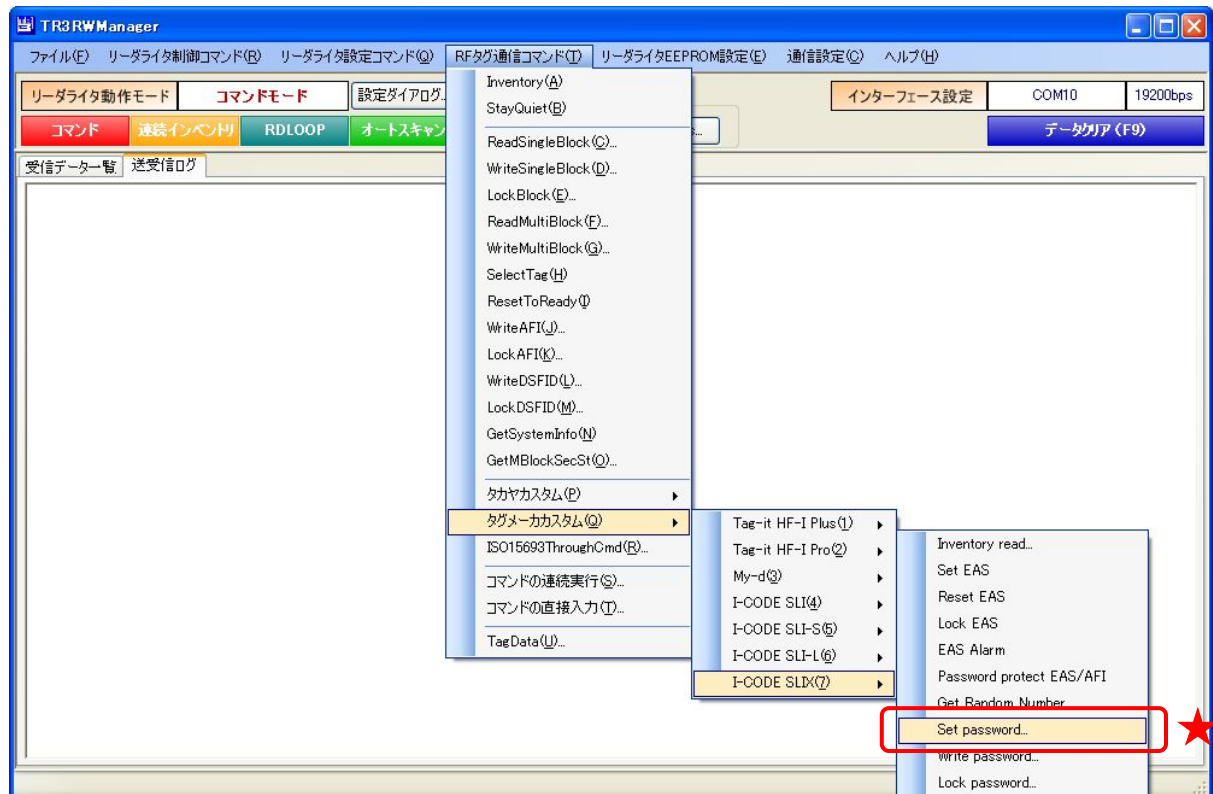 TR3RWManager
ファイル(F) リーダライタ制御コマンド(R) リーダライタ設定コマンド(Q) RFタグ通信コマンド(T) リーダライタEEPROM設定(E) 通信設定(C) ヘルプ(H)
リーダライタ動作モード コマンドモード 設定ダイアログ... インターフェース設定 COM10 19200bps
コマンド 連続インベントリ RDLOOP オートスキャン データクリア(F9)
受信データ一覧 送受信ログ
Inventory(A)
StayQuiet(B)
ReadSingleBlock(C)...
WriteSingleBlock(D)...
LockBlock(E)...
ReadMultiBlock(F)...
WriteMultiBlock(G)...
SelectTag(H)
ResetToReady(I)
WriteAFI(J)...
LockAFI(K)...
WriteDSFID(L)...
LockDSFID(M)...
GetSystemInfo(N)
GetMBlockSecSt(O)...
タカヤカスタム(P)
タグメーカカスタム(Q)
ISO15693ThroughCmd(R)...
コマンドの連続実行(S)...
コマンドの直接入力(T)...
TagData(U)...
Tag-it HF-I Plus(1)
Tag-it HF-I Pro(2)
My-d(3)
I-CODE SLI(4)
I-CODE SLI-S(5)
I-CODE SLI-L(6)
I-CODE SLIX(7)
Inventory read...
Set EAS
Reset EAS
Lock EAS
EAS Alarm
Password protect EAS/AFI
Get Random Number
Set password...
Write password...
Lock password...